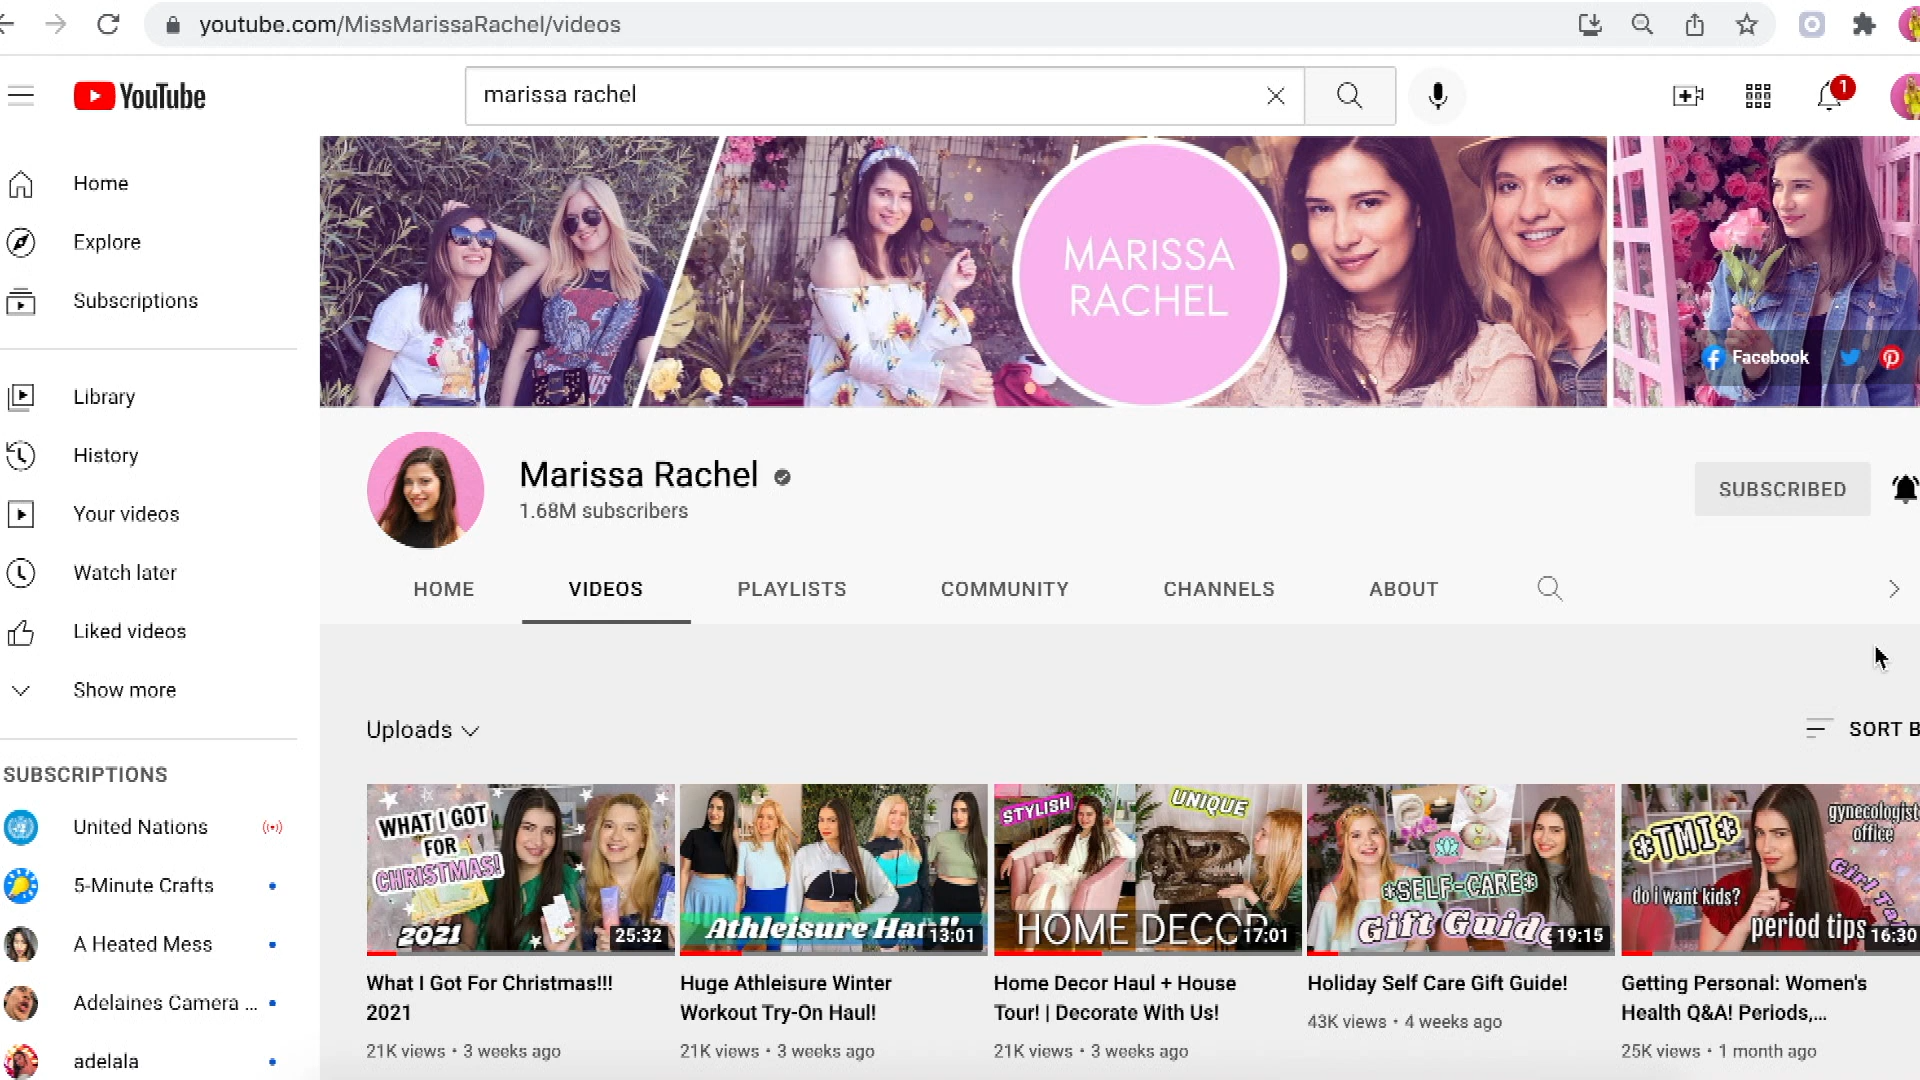 youtube.com/MissMarissaRachel/videos
YouTube
marissa rachel
1
Home
Explore
Subscriptions
Library
History
Your videos
Watch later
Liked videos
Show more
SUBSCRIPTIONS
United Nations
5-Minute Crafts
A Heated Mess
Adelaines Camera ...
adelala
MARISSA
RACHEL
Facebook
Marissa Rachel
1.68M subscribers
SUBSCRIBED
HOME
VIDEOS
PLAYLISTS
COMMUNITY
CHANNELS
ABOUT
Uploads
SORT B
WHAT I GOT
FOR
CHRISTMAS!
2021
25:32
What I Got For Christmas!!!
2021
21K views • 3 weeks ago
Athleisure Haul!!
13:01
Huge Athleisure Winter
Workout Try-On Haul!
21K views • 3 weeks ago
STYLISH
UNIQUE
HOME DECOR
17:01
Home Decor Haul + House
Tour! | Decorate With Us!
21K views • 3 weeks ago
*SELF-CARE*
Gift Guide
19:15
Holiday Self Care Gift Guide!
43K views • 4 weeks ago
*TMI*
gynecologist
office
do i want kids?
Girl Ta
period tips
16:30
Getting Personal: Women's
Health Q&A! Periods,...
25K views • 1 month ago